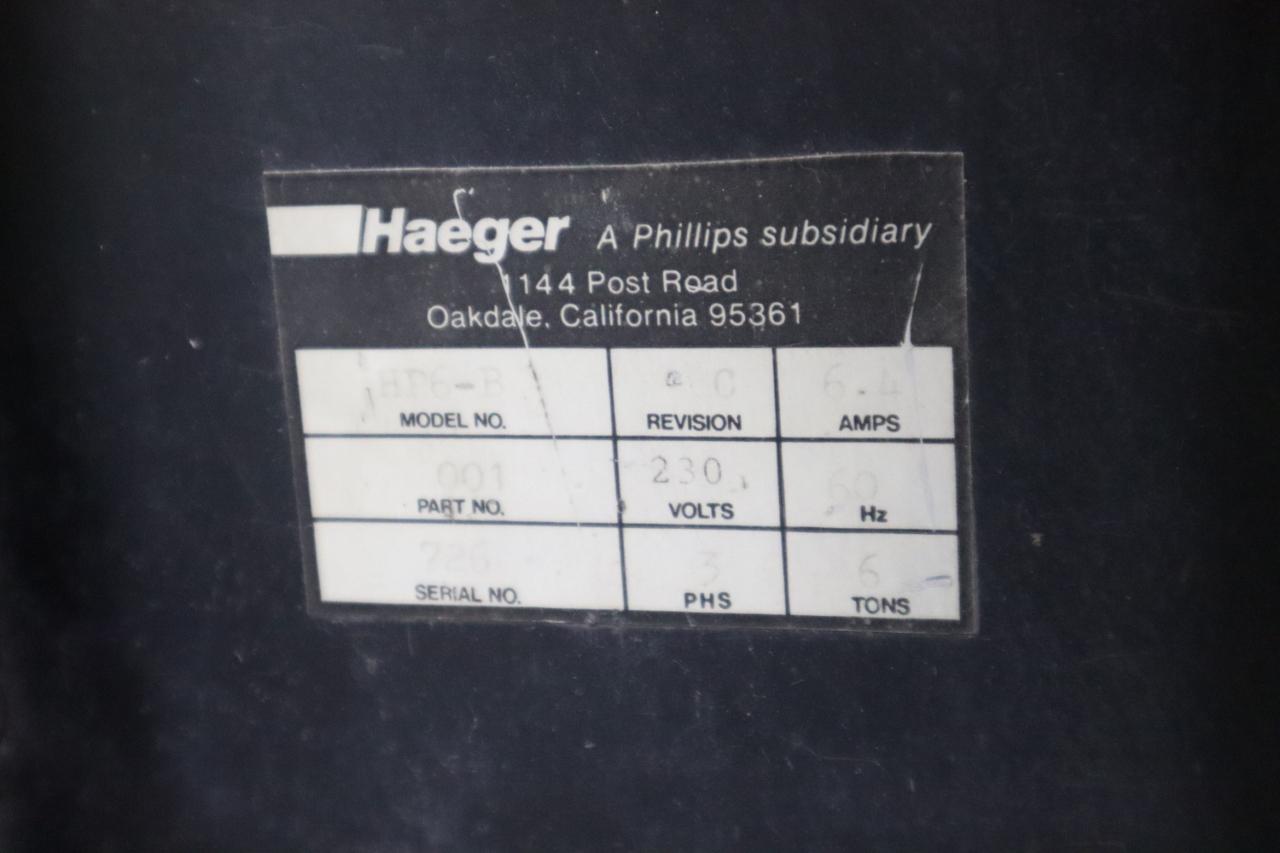 Haeger A Phillips subsidiary
1144 Post Road
Oakdale, California 95361
HP6-B C 6.4
MODEL NO. REVISION AMPS
001 230 60
PART NO. VOLTS Hz
726 3 6
SERIAL NO. PHS TONS